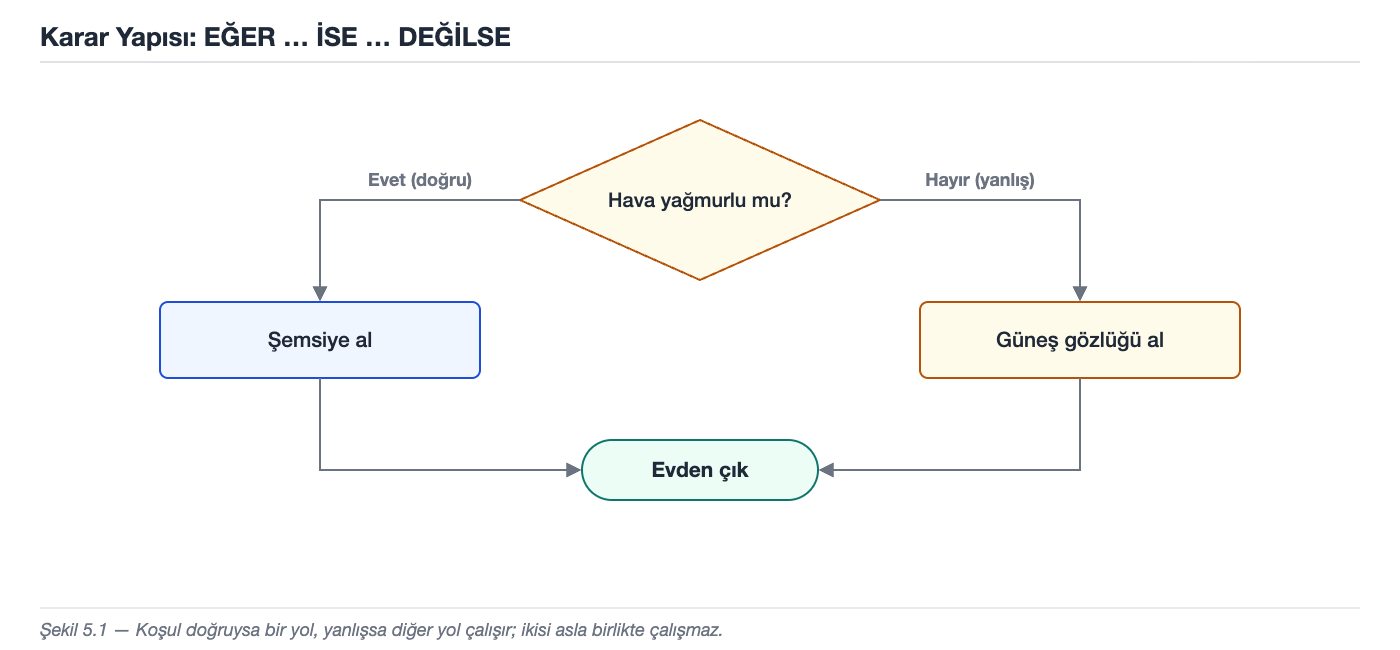 Karar Yapısı: EĞER … İSE … DEĞİLSE
Hava yağmurlu mu?
Evet (doğru)
Hayır (yanlış)
Şemsiye al
Güneş gözlüğü al
Evden çık
Şekil 5.1 — Koşul doğruysa bir yol, yanlışsa diğer yol çalışır; ikisi asla birlikte çalışmaz.